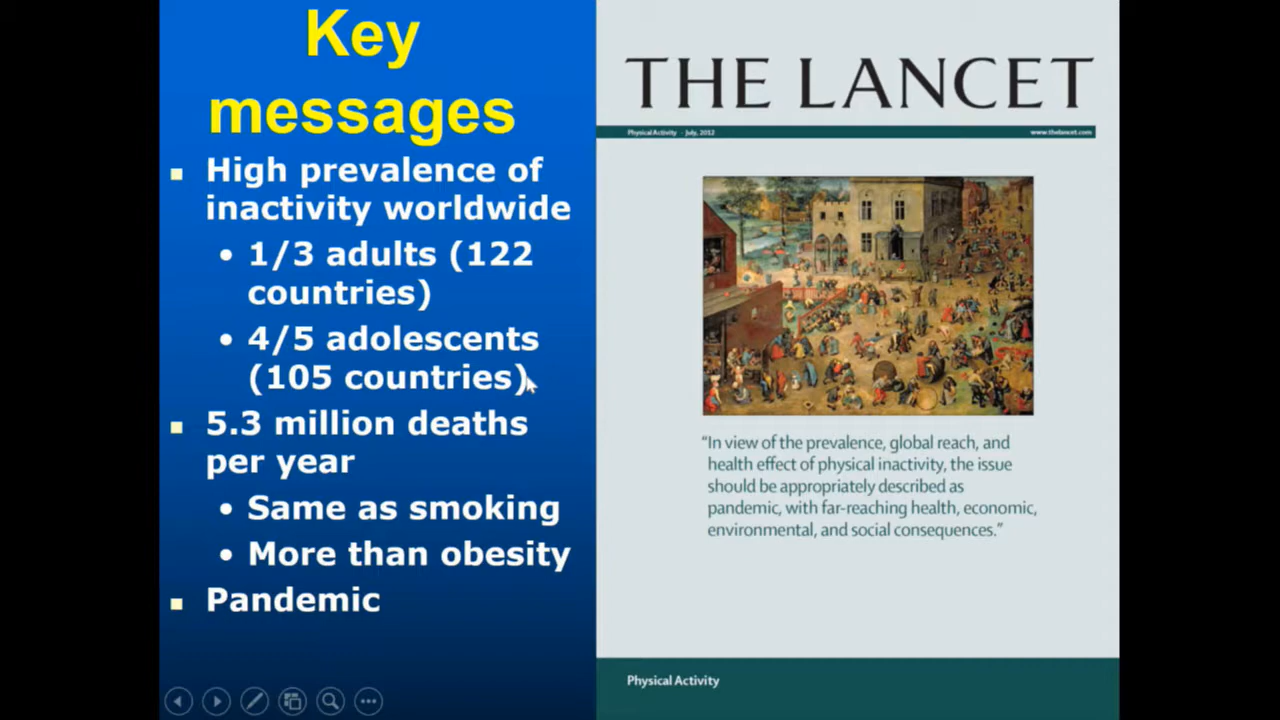 Key
messages
High prevalence of
inactivity worldwide
1/3 adults (122
countries)
4/5 adolescents
(105 countries)
5.3 million deaths
per year
Same as smoking
More than obesity
Pandemic
THE LANCET
Physical Activity · July, 2012
www.thelancet.com
“In view of the prevalence, global reach, and
health effect of physical inactivity, the issue
should be appropriately described as
pandemic, with far-reaching health, economic,
environmental, and social consequences.”
Physical Activity